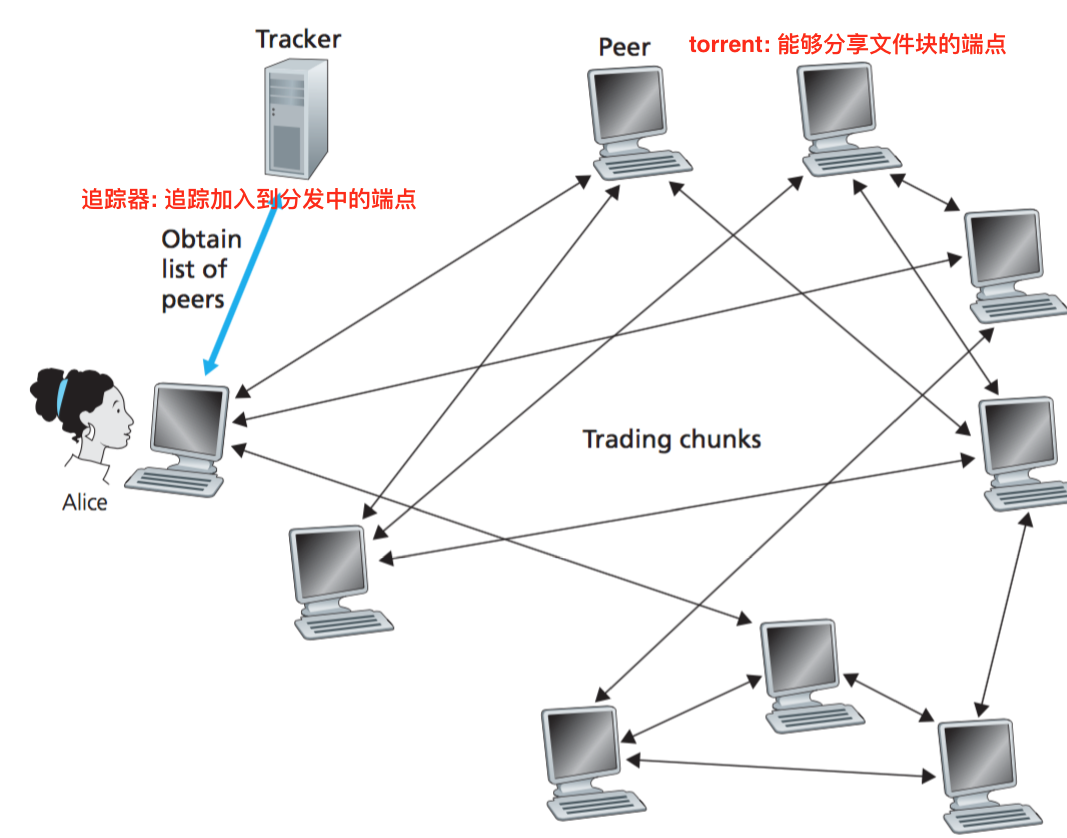 Tracker
Peer
torrent: 能够分享文件块的端点
追踪器: 追踪加入到分发中的端点
Obtain
list of
peers
Trading chunks
Alice